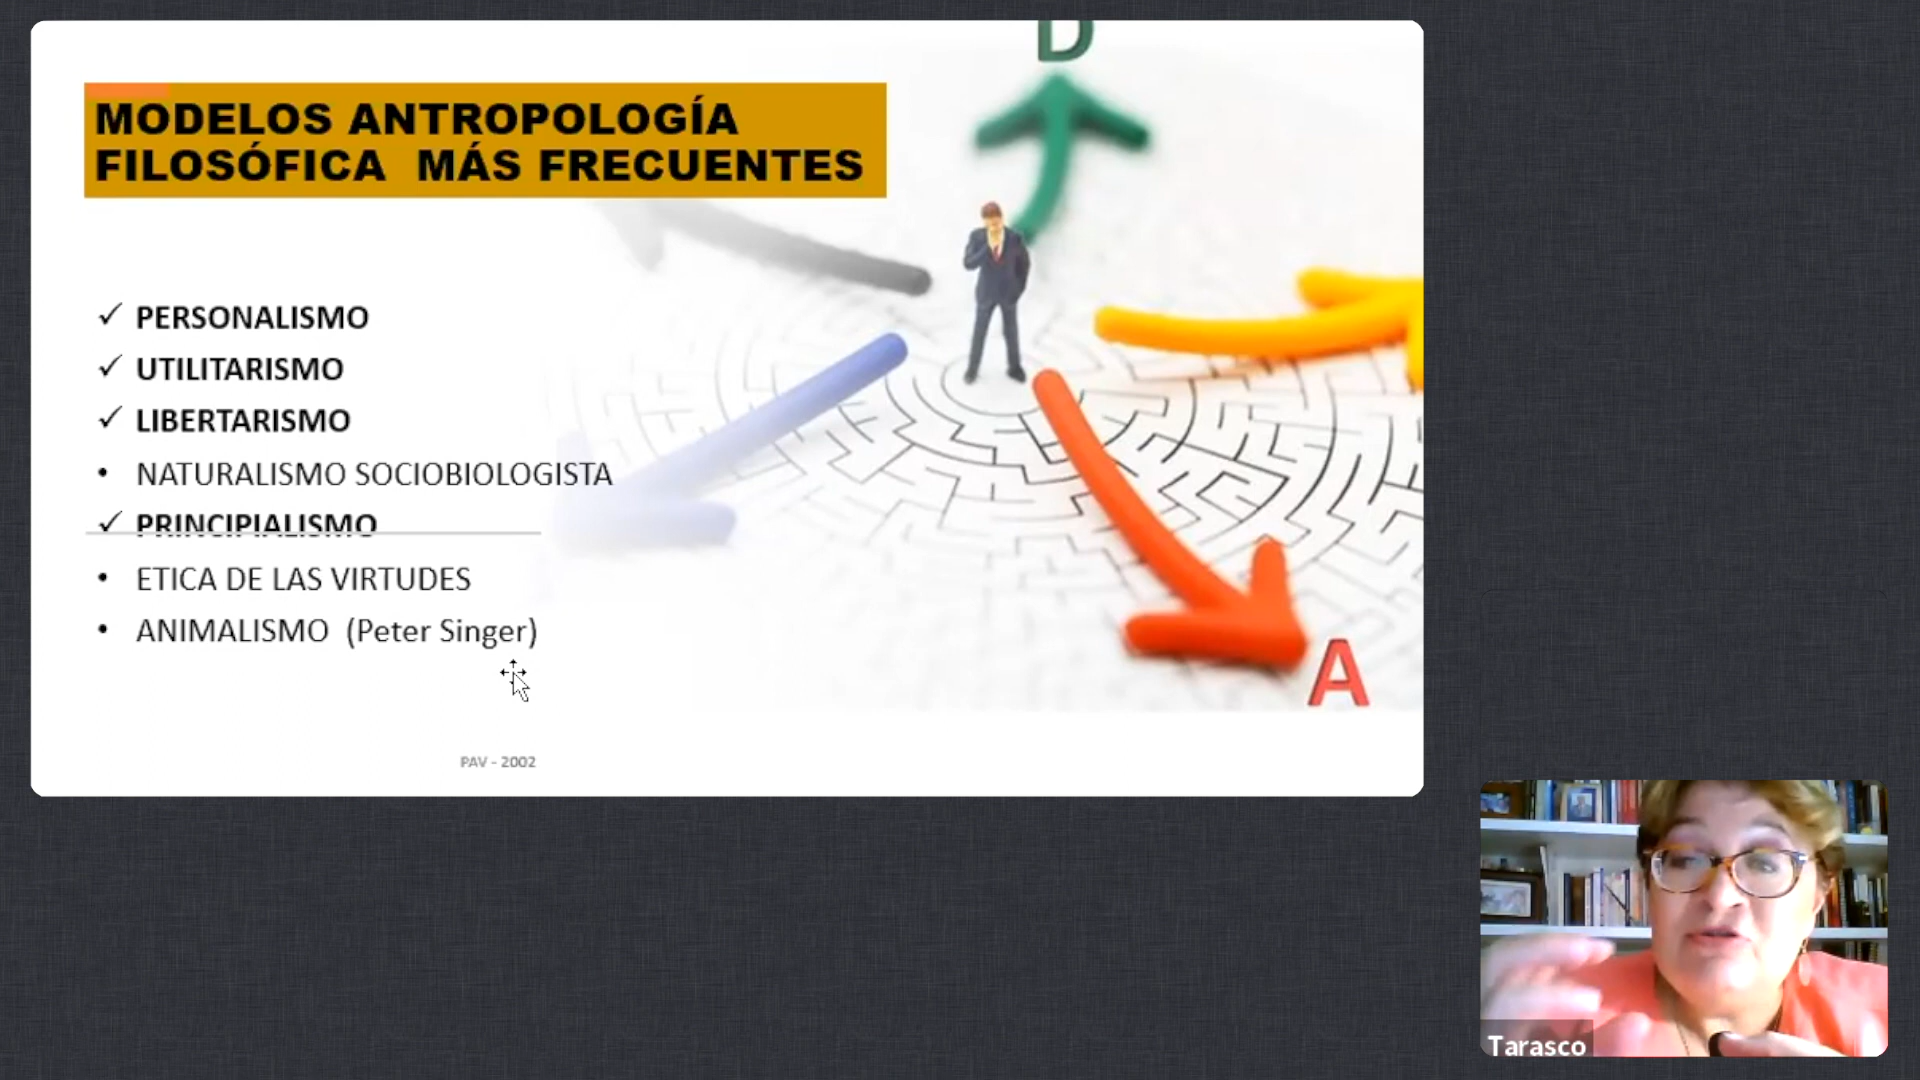 D
MODELOS ANTROPOLOGÍA
FILOSÓFICA MÁS FRECUENTES
✓ PERSONALISMO
✓ UTILITARISMO
✓ LIBERTARISMO
• NATURALISMO SOCIOBIOLOGISTA
✓ PRINCIPIALISMO
• ETICA DE LAS VIRTUDES
• ANIMALISMO (Peter Singer)
A
PAV - 2002
Tarasco